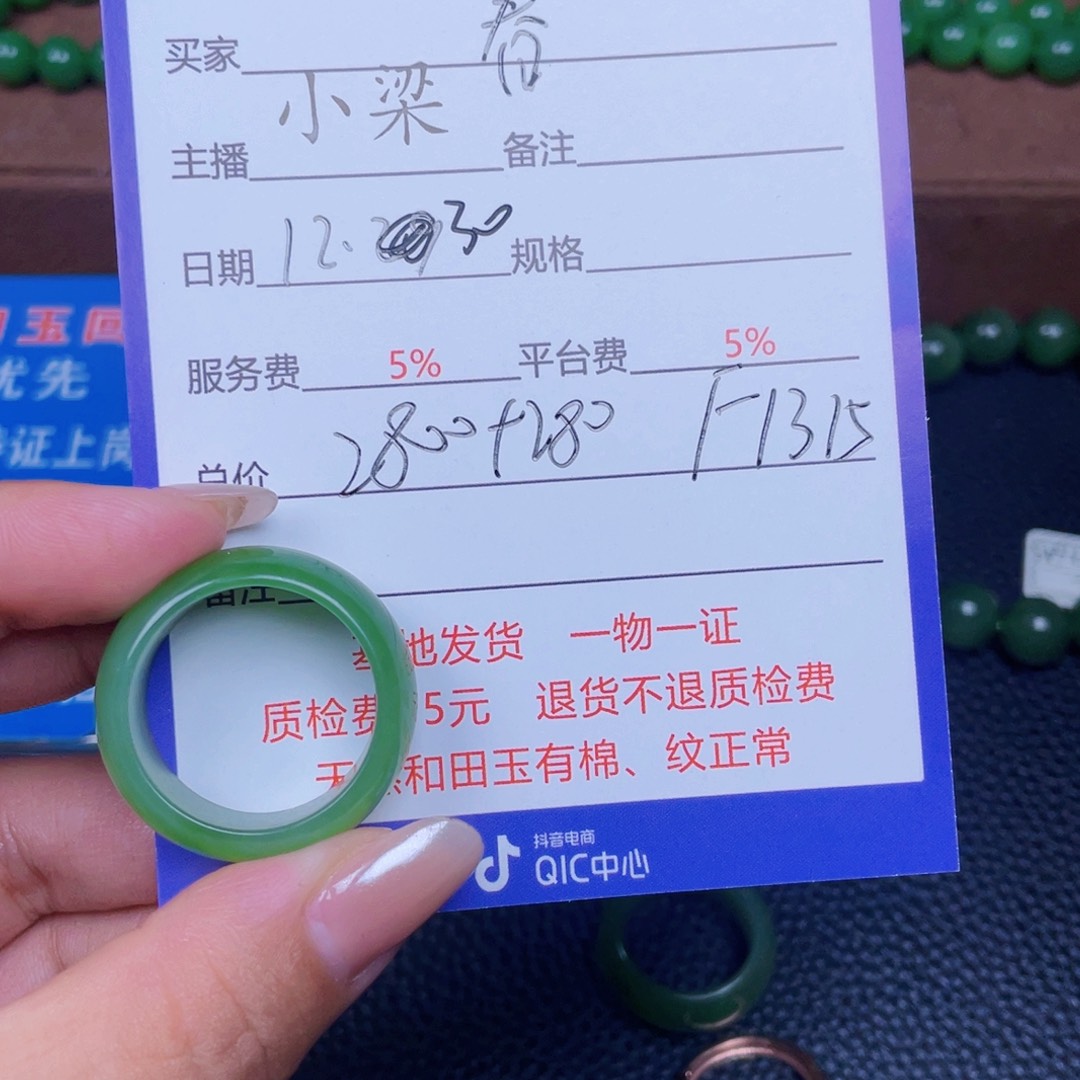 买家 春
主播 小梁 备注
日期 12. 30 规格
服务费 5% 平台费 5%
总价 2800+280 F1315
备注
地发货 一物一证
质检费 5元 退货不退质检费
和田玉有棉、纹正常
抖音电商
QIC中心
玉回
优先
证上岗